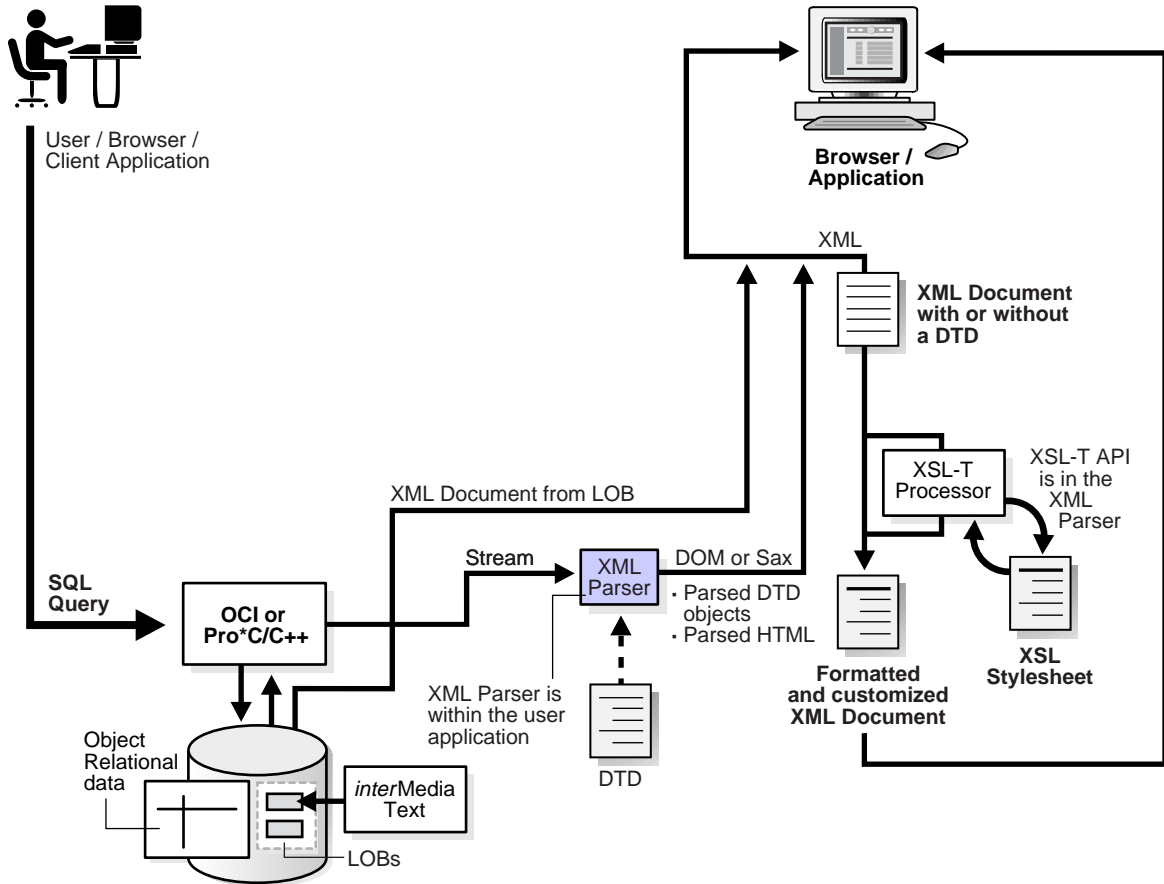 User / Browser /
Client Application
Browser /
Application
XML
XML Document
with or without
a DTD
XSL-T
Processor
XSL-T API
is in the
XML
Parser
XML Document from LOB
Stream
XML
Parser
DOM or Sax
· Parsed DTD
objects
· Parsed HTML
SQL
Query
OCI or
Pro*C/C++
XSL
Stylesheet
Formatted
and customized
XML Document
XML Parser is
within the user
application
DTD
Object
Relational
data
interMedia
Text
LOBs